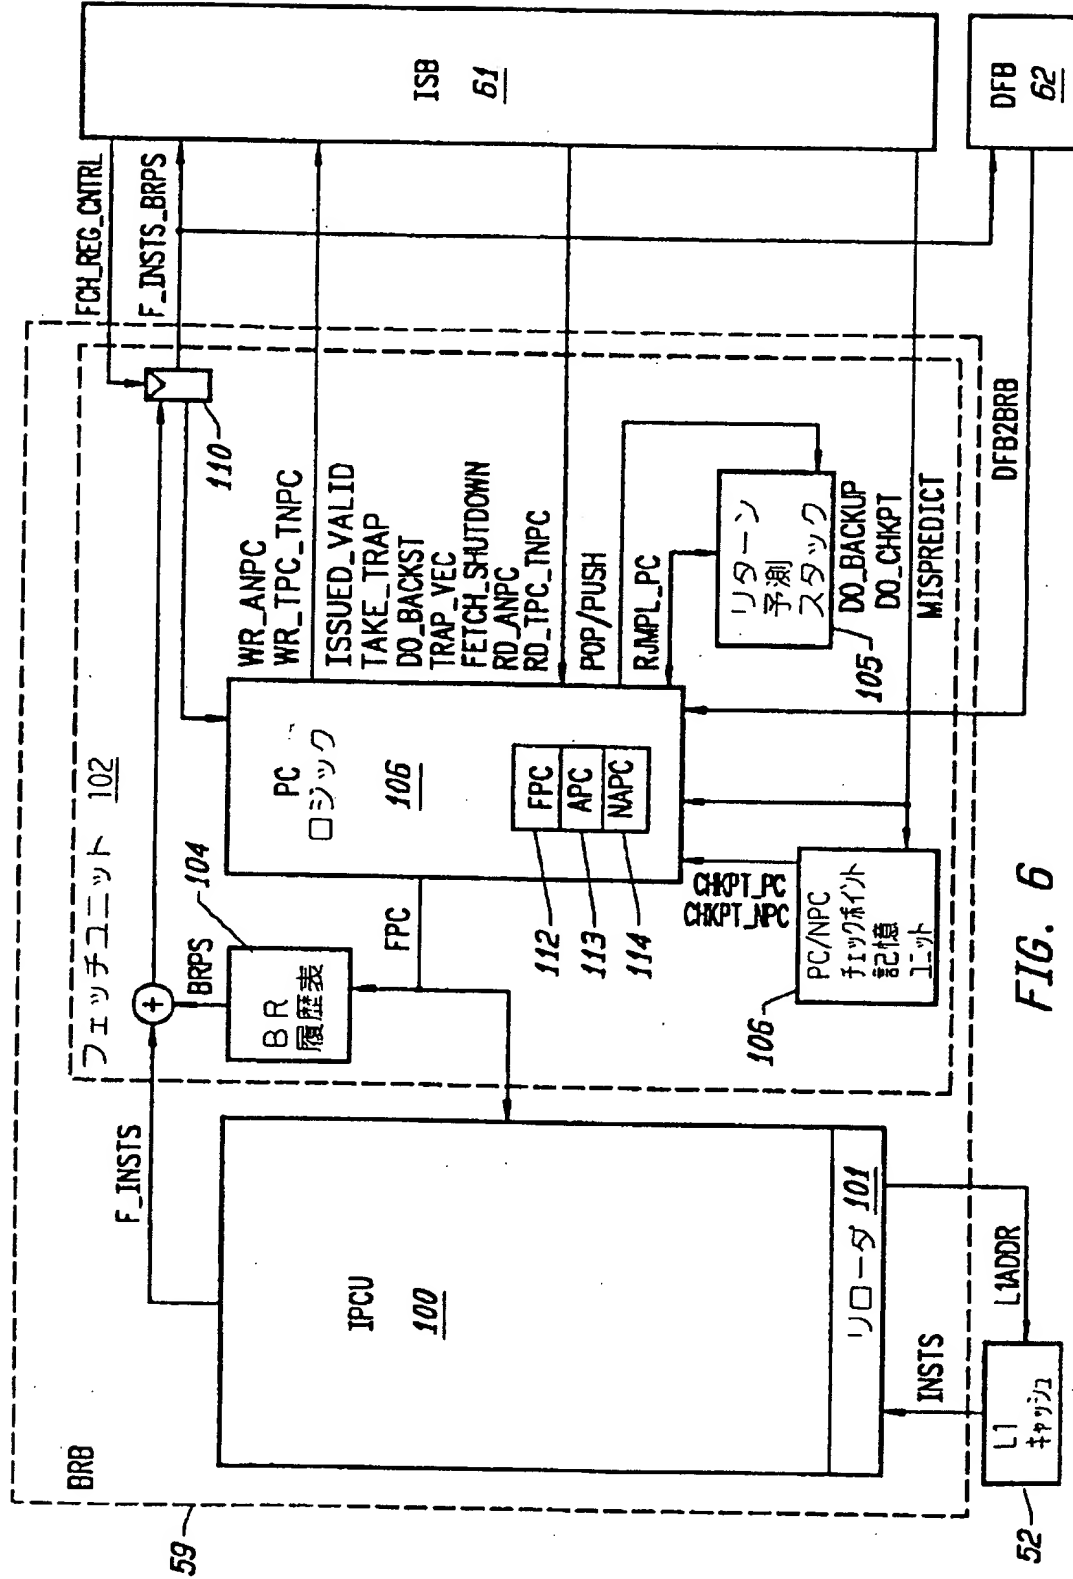 59
BRB
フェッチユニット 102
F_INSTS
BRPS
104
BR
履歴表
FPC
110
FCH_REG_CNTRL
F_INSTS_BRPS
ISB
61
DFB
62
IPCU
100
リローダ 101
INSTS
L1ADDR
L1
キャッシュ
52
PC
ロジック
106
112
FPC
113
APC
114
NAPC
WR_ANPC
WR_TPC_TNPC
ISSUED_VALID
TAKE_TRAP
DO_BACKST
TRAP_VEC
FETCH_SHUTDOWN
RD_ANPC
RD_TPC_TNPC
POP/PUSH
RJMPL_PC
リターン
予測
スタック
105
DO_BACKUP
DO_CHKPT
MISPREDICT
DFB2BRB
CHKPT_PC
CHKPT_NPC
106
PC/NPC
チェックポイント
記憶
ユニット
FIG. 6